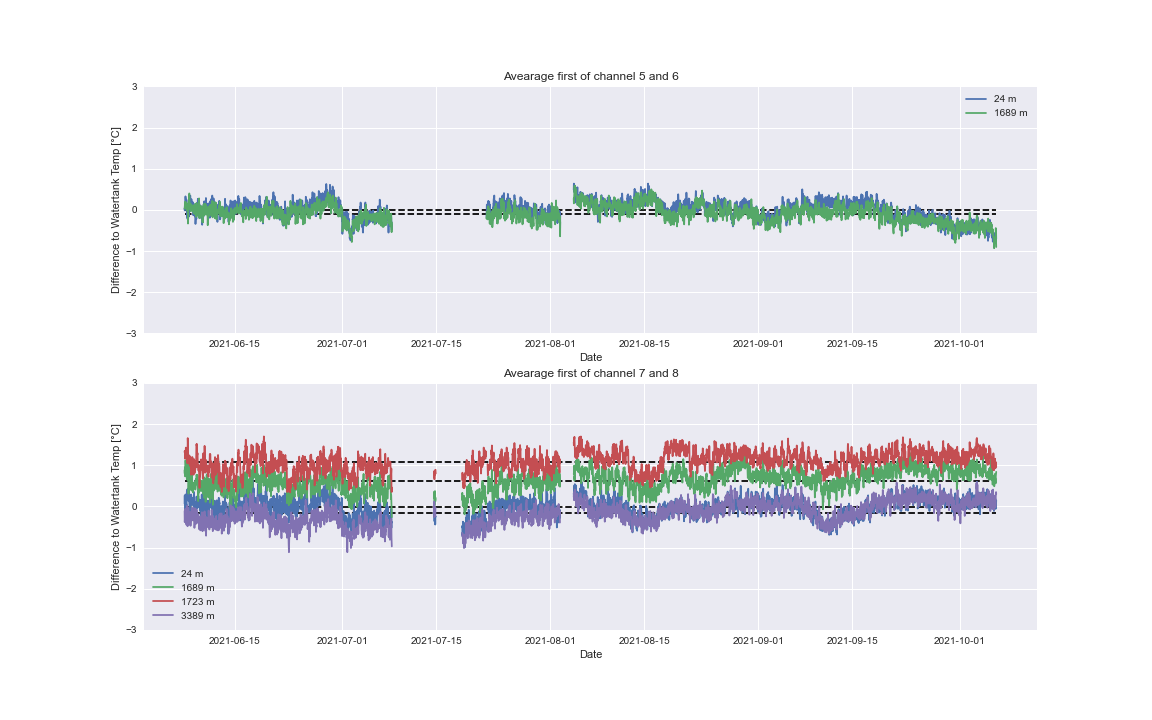 Avearage first of channel 5 and 6
Difference to Watertank Temp [°C]
3
2
1
0
−1
−2
−3
24 m
1689 m
2021-06-15 2021-07-01 2021-07-15 2021-08-01 2021-08-15 2021-09-01 2021-09-15 2021-10-01
Date
Avearage first of channel 7 and 8
Difference to Watertank Temp [°C]
3
2
1
0
−1
−2
−3
24 m
1689 m
1723 m
3389 m
2021-06-15 2021-07-01 2021-07-15 2021-08-01 2021-08-15 2021-09-01 2021-09-15 2021-10-01
Date